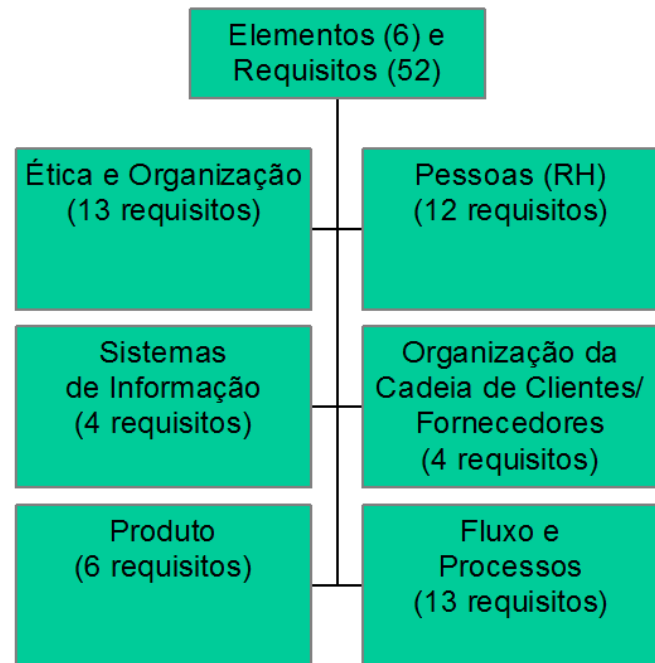 Elementos (6) e
Requisitos (52)
Ética e Organização
(13 requisitos)
Pessoas (RH)
(12 requisitos)
Sistemas
de Informação
(4 requisitos)
Organização da
Cadeia de Clientes/
Fornecedores
(4 requisitos)
Produto
(6 requisitos)
Fluxo e
Processos
(13 requisitos)